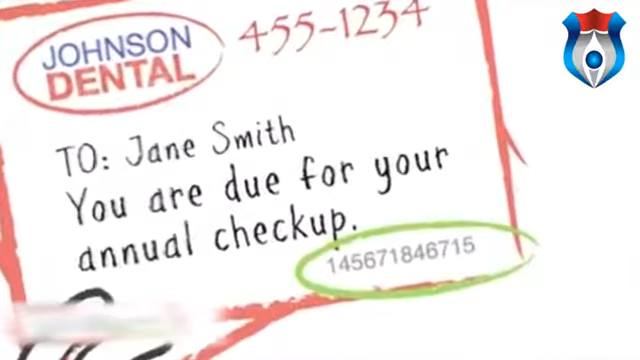 JOHNSON
DENTAL
455-1234
TO: Jane Smith
You are due for your
annual checkup.
145671846715